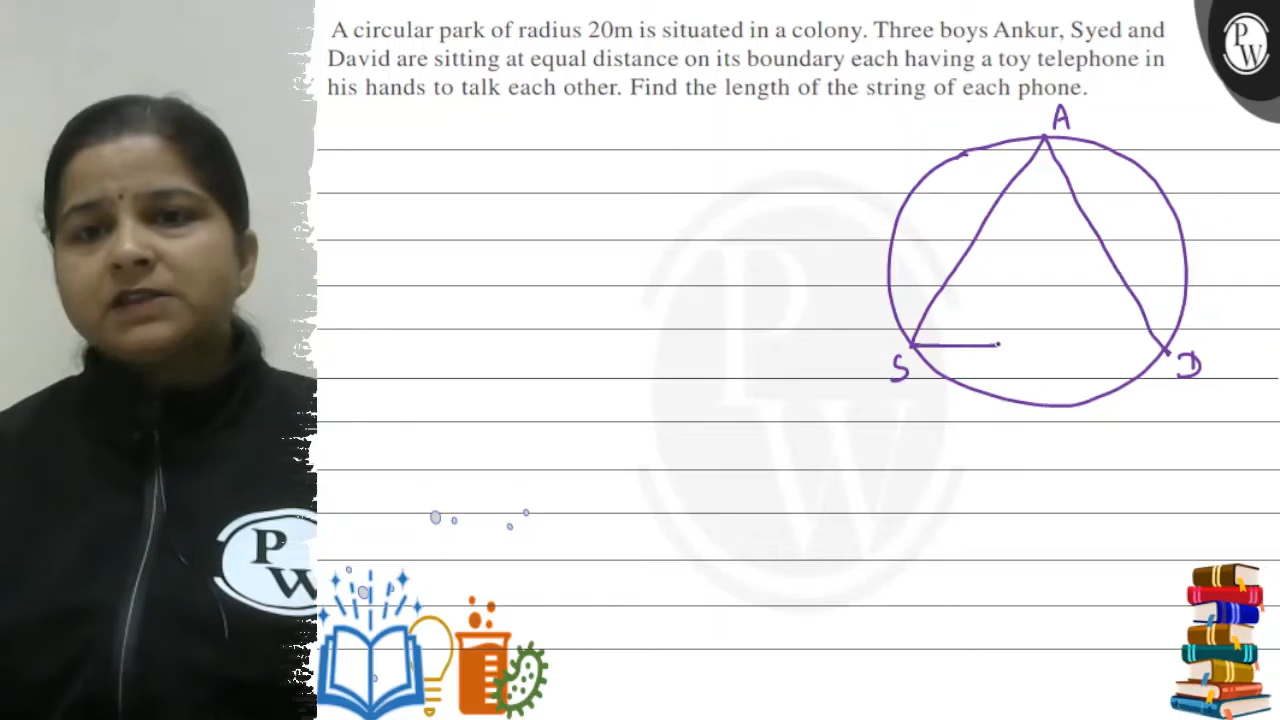 A circular park of radius 20m is situated in a colony. Three boys Ankur, Syed and
David are sitting at equal distance on its boundary each having a toy telephone in
his hands to talk each other. Find the length of the string of each phone.
P
W
A
S
D
P
W
P
W